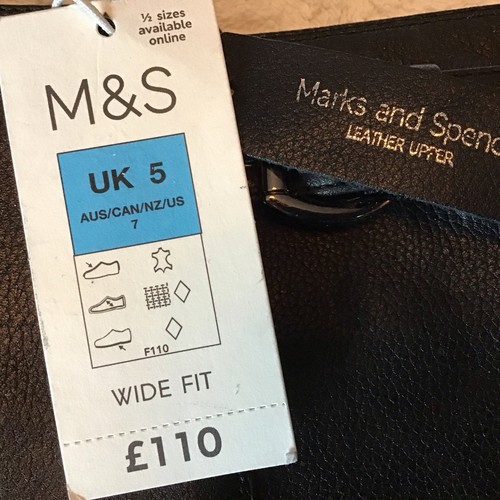 ½ sizes
available
online
M&S
UK 5
AUS/CAN/NZ/US
7
F110
WIDE FIT
£110
Marks and Spenc
LEATHER UPPER